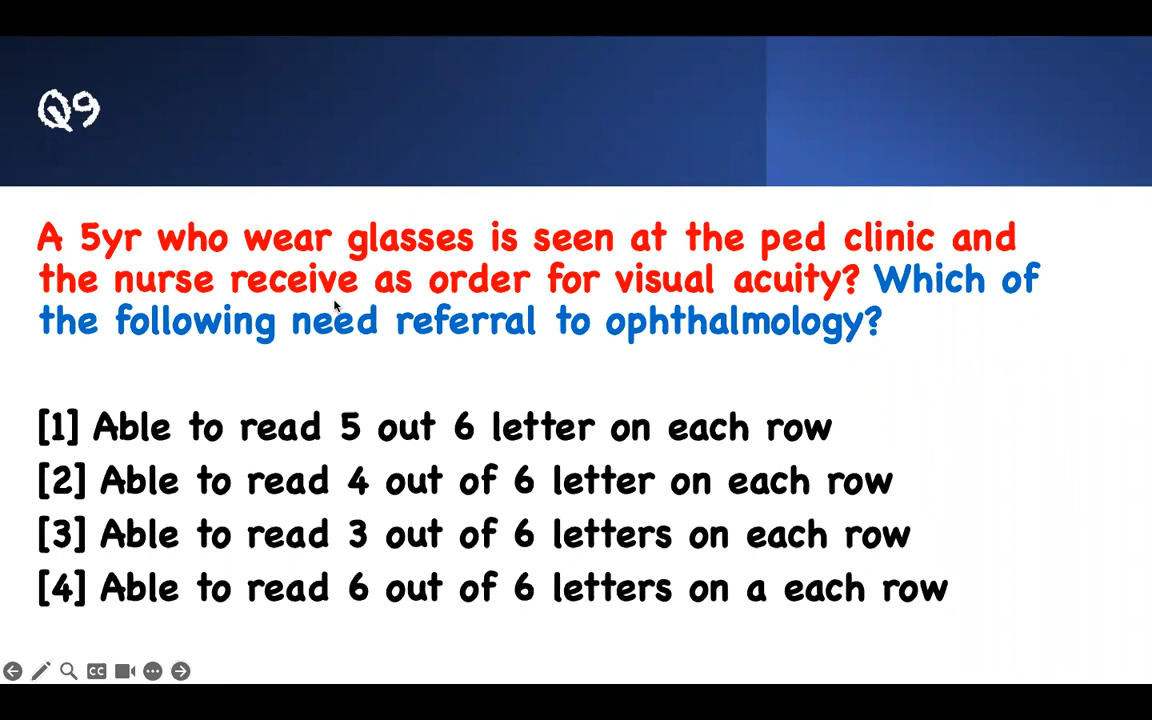 Q9
A 5yr who wear glasses is seen at the ped clinic and
the nurse receive as order for visual acuity? Which of
the following need referral to ophthalmology?
[1] Able to read 5 out 6 letter on each row
[2] Able to read 4 out of 6 letter on each row
[3] Able to read 3 out of 6 letters on each row
[4] Able to read 6 out of 6 letters on a each row
CC